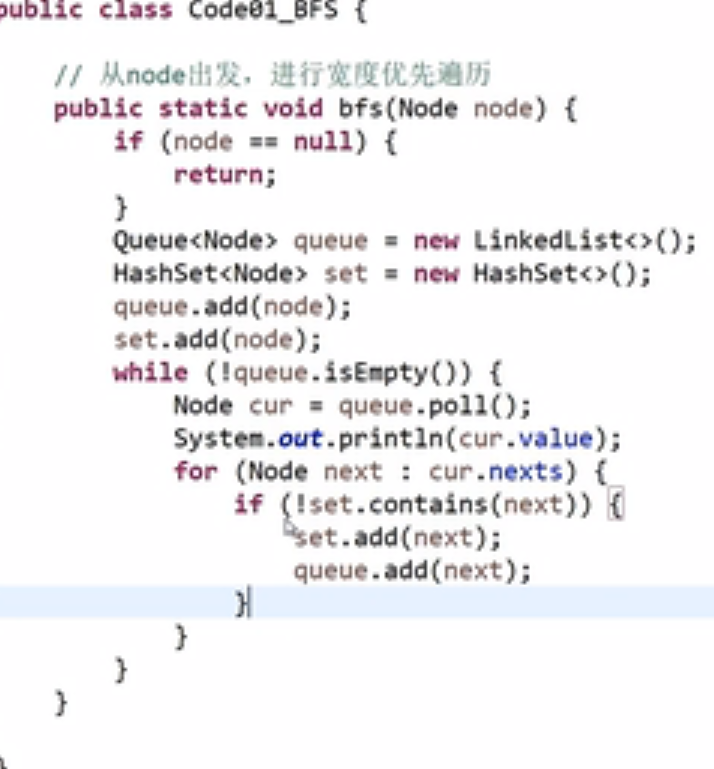 public class Code01_BFS {
// 从node出发，进行宽度优先遍历
public static void bfs(Node node) {
if (node == null) {
return;
}
Queue<Node> queue = new LinkedList<>();
HashSet<Node> set = new HashSet<>();
queue.add(node);
set.add(node);
while (!queue.isEmpty()) {
Node cur = queue.poll();
System.out.println(cur.value);
for (Node next : cur.nexts) {
if (!set.contains(next)) {
set.add(next);
queue.add(next);
}
}
}
}
}